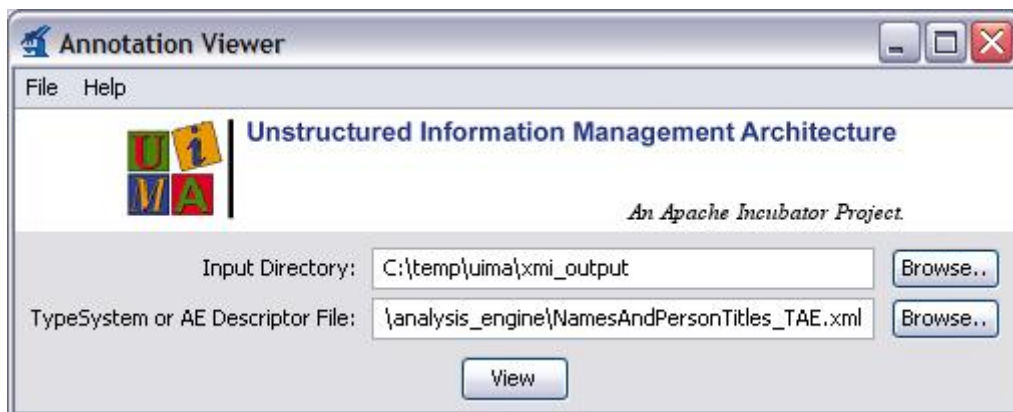 Annotation Viewer
File Help
UIMA
Unstructured Information Management Architecture
An Apache Incubator Project.
Input Directory: C:\temp\uima\xmi_output Browse..
TypeSystem or AE Descriptor File: \analysis_engine\NamesAndPersonTitles_TAE.xml Browse..
View